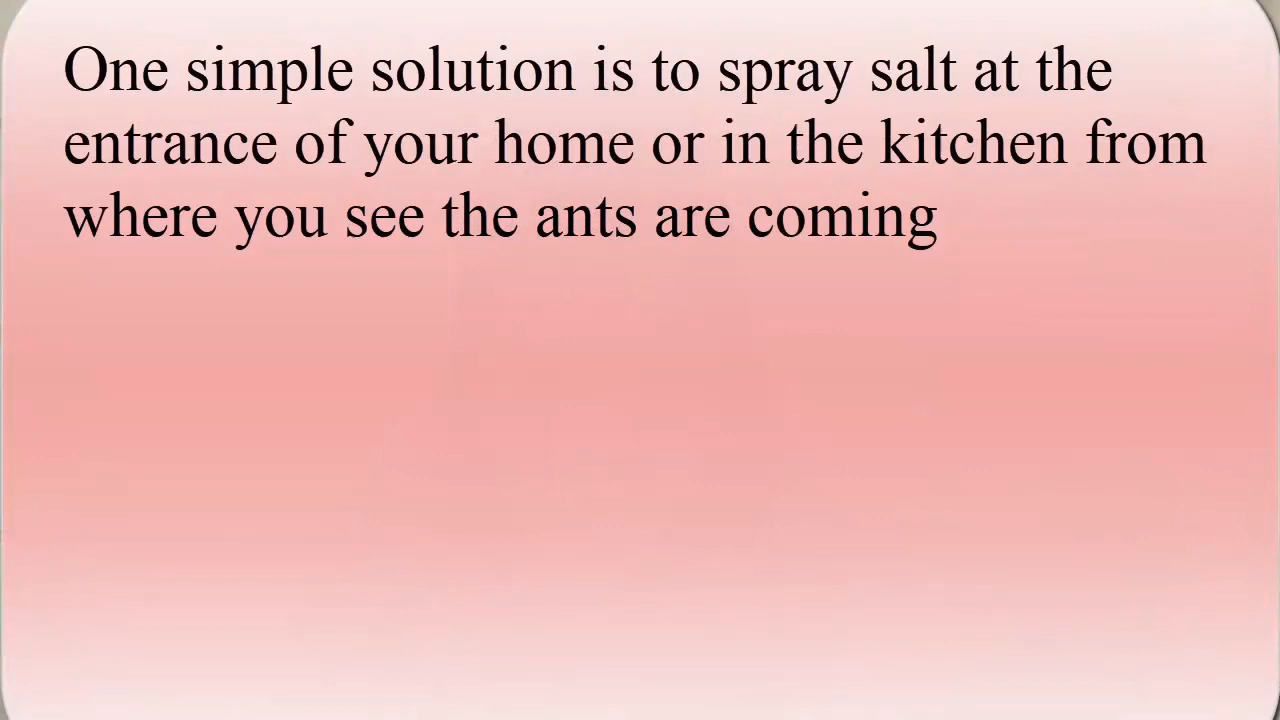 One simple solution is to spray salt at the
entrance of your home or in the kitchen from
where you see the ants are coming